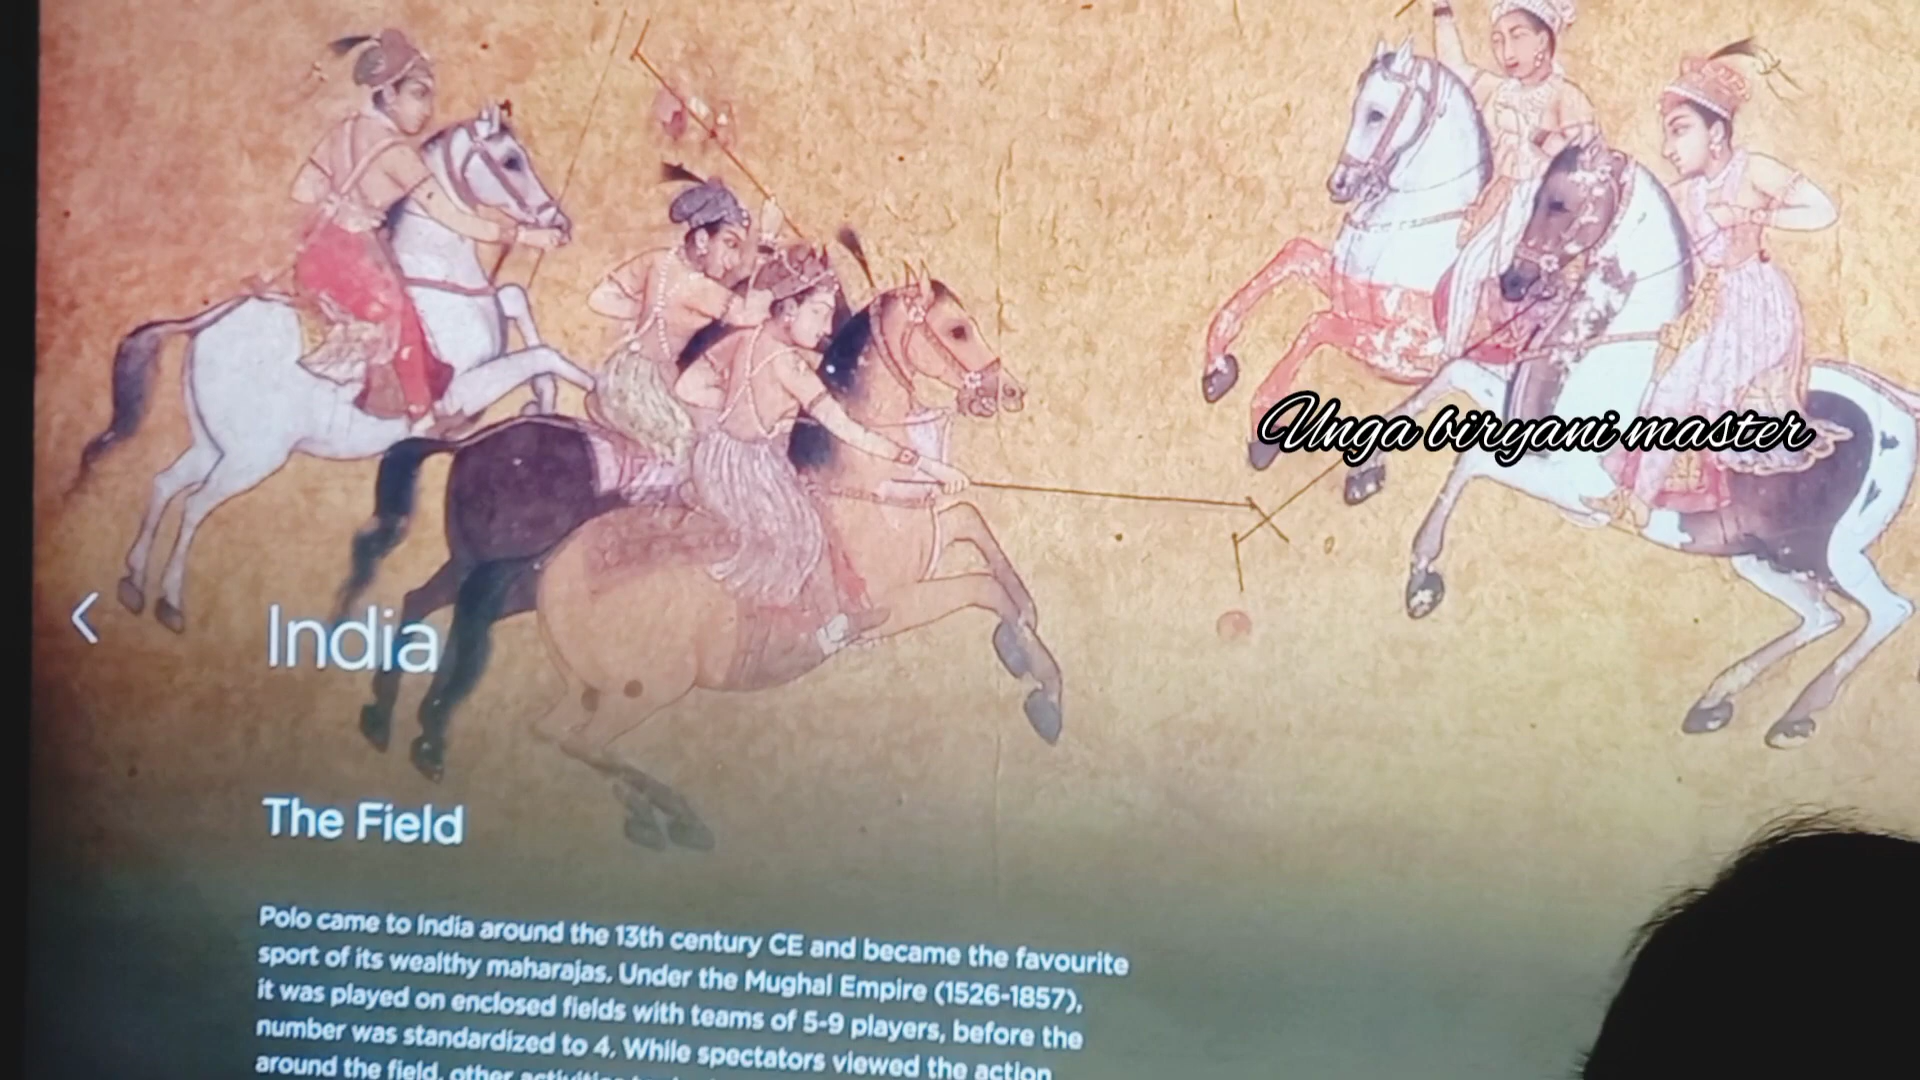 Unga biryani master
India
The Field
Polo came to India around the 13th century CE and became the favourite
sport of its wealthy maharajas. Under the Mughal Empire (1526-1857),
it was played on enclosed fields with teams of 5-9 players, before the
number was standardized to 4. While spectators viewed the action
around the field, other